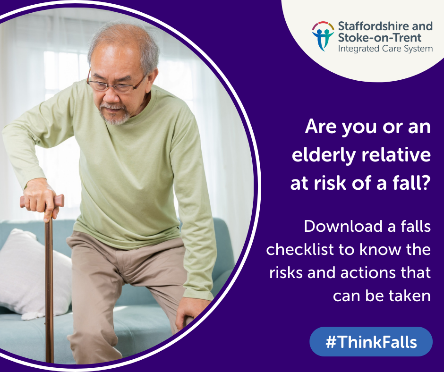 Staffordshire and
Stoke-on-Trent
Integrated Care System
Are you or an
elderly relative
at risk of a fall?
Download a falls
checklist to know the
risks and actions that
can be taken
#ThinkFalls